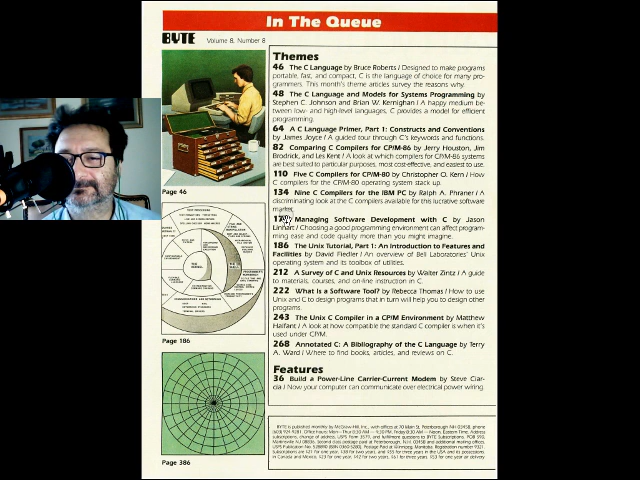 In The Queue
BYTE
Volume 8, Number 8
Themes
46 The C Language by Bruce Roberts / Designed to make programs
portable, fast, and compact, C is the language of choice for many pro-
grammers. This month's theme articles survey the reasons why.
48 The C Language and Models for Systems Programming by
Stephen C. Johnson and Brian W. Kernighan / A happy medium be-
tween low- and high-level languages, C provides a model for efficient
programming.
64 A C Language Primer, Part 1: Constructs and Conventions
by James Joyce / A guided tour through C's keywords and functions.
82 Comparing C Compilers for CP/M-86 by Jerry Houston, Jim
Brodrick, and Les Kent / A look at which compilers for CP/M-86 systems
are best suited to particular purposes, most cost-effective, and easiest to use.
110 Five C Compilers for CP/M-80 by Christopher O. Kern / How
C compilers for the CP/M-80 operating system stack up.
134 Nine C Compilers for the IBM PC by Ralph A. Phraner / A
discriminating look at the C compilers available for this lucrative software
market.
Managing Software Development with C by Jason
Linhart / Choosing a good programming environment can affect program-
ming ease and code quality more than you might imagine.
186 The Unix Tutorial, Part 1: An Introduction to Features and
Facilities by David Fiedler / An overview of Bell Laboratories' Unix
operating system and its toolbox of utilities.
212 A Survey of C and Unix Resources by Walter Zintz / A guide
to materials, courses, and on-line instruction in C.
222 What Is a Software Tool? by Rebecca Thomas / How to use
Unix and C to design programs that in turn will help you to design other
programs.
243 The Unix C Compiler in a CP/M Environment by Matthew
Halfant / A look at how compatible the standard C compiler is when it's
used under CP/M.
268 Annotated C: A Bibliography of the C Language by Terry
A. Ward / Where to find books, articles, and reviews on C.
Features
36 Build a Power-Line Carrier-Current Modem by Steve Ciar-
cia / Now your computer can communicate over electrical power wiring.
Page 46
Page 186
Page 386